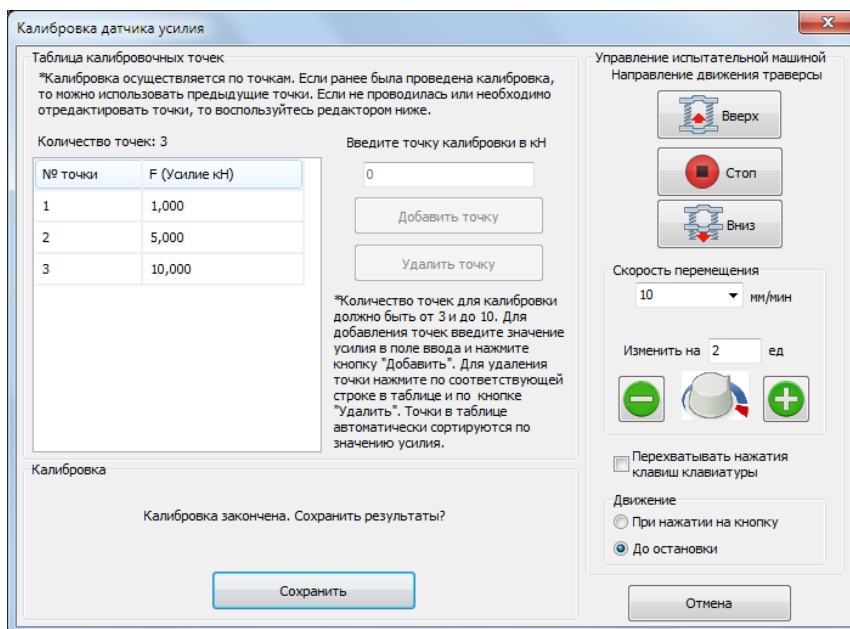 Калибровка датчика усилия
Таблица калибровочных точек
*Калибровка осуществляется по точкам. Если ранее была проведена калибровка,
то можно использовать предыдущие точки. Если не проводилась или необходимо
отредактировать точки, то воспользуйтесь редактором ниже.
Количество точек: 3
№ точки F (Усилие кН)
1 1,000
2 5,000
3 10,000
Введите точку калибровки в кН
0
Добавить точку
Удалить точку
*Количество точек для калибровки
должно быть от 3 и до 10. Для
добавления точек введите значение
усилия в поле ввода и нажмите
кнопку "Добавить". Для удаления
точки нажмите по соответствующей
строке в таблице и по кнопке
"Удалить". Точки в таблице
автоматически сортируются по
значению усилия.
Калибровка
Калибровка закончена. Сохранить результаты?
Сохранить
Управление испытательной машиной
Направление движения траверсы
Вверх
Стоп
Вниз
Скорость перемещения
10 мм/мин
Изменить на 2 ед
Перехватывать нажатия
клавиш клавиатуры
Движение
При нажатии на кнопку
До остановки
Отмена